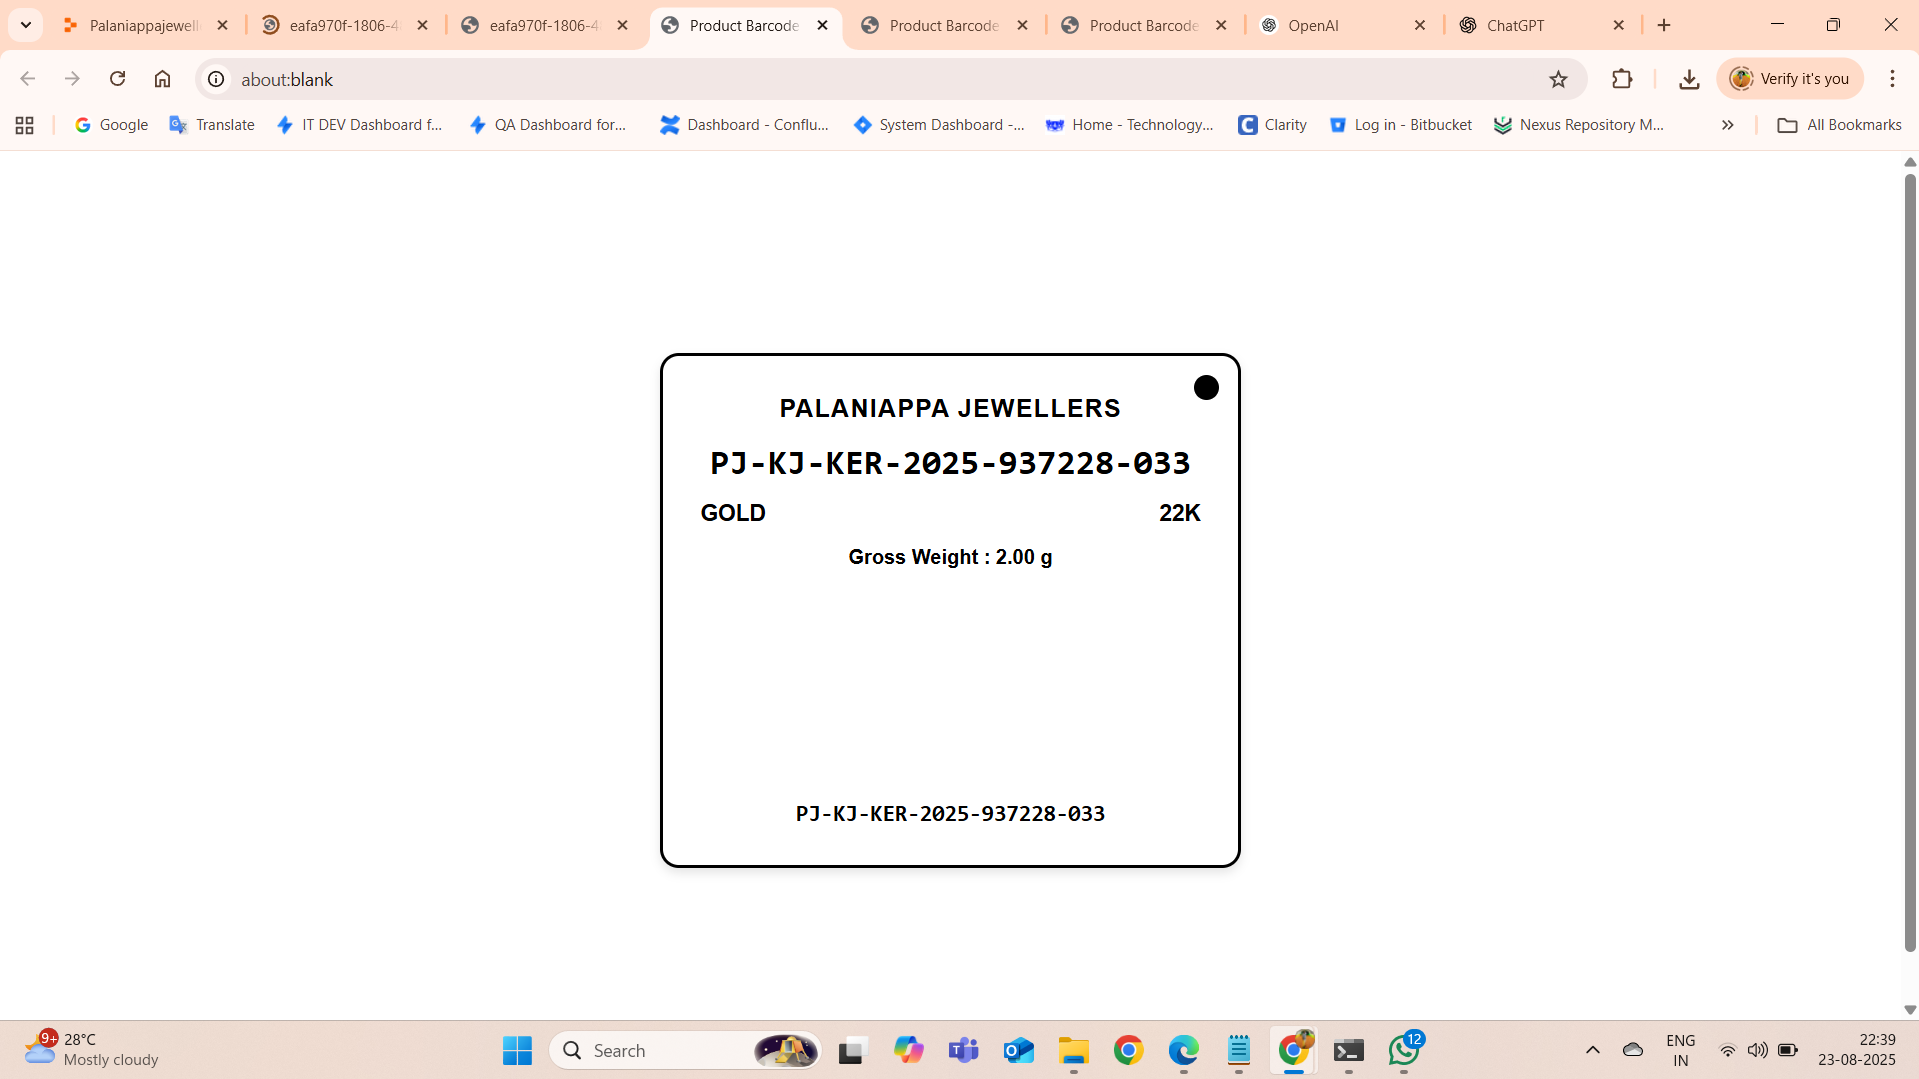 Palaniappajewell
eafa970f-1806-4
eafa970f-1806-4
Product Barcode
Product Barcode
Product Barcode
OpenAI
ChatGPT
about:blank
Verify it's you
Google
Translate
IT DEV Dashboard f...
QA Dashboard for...
Dashboard - Conflu...
System Dashboard -...
Home - Technology...
Clarity
Log in - Bitbucket
Nexus Repository M...
All Bookmarks
PALANIAPPA JEWELLERS
PJ-KJ-KER-2025-937228-033
GOLD 22K
Gross Weight : 2.00 g
PJ-KJ-KER-2025-937228-033
9+
28°C
Mostly cloudy
Search
12
ENG
IN
22:39
23-08-2025